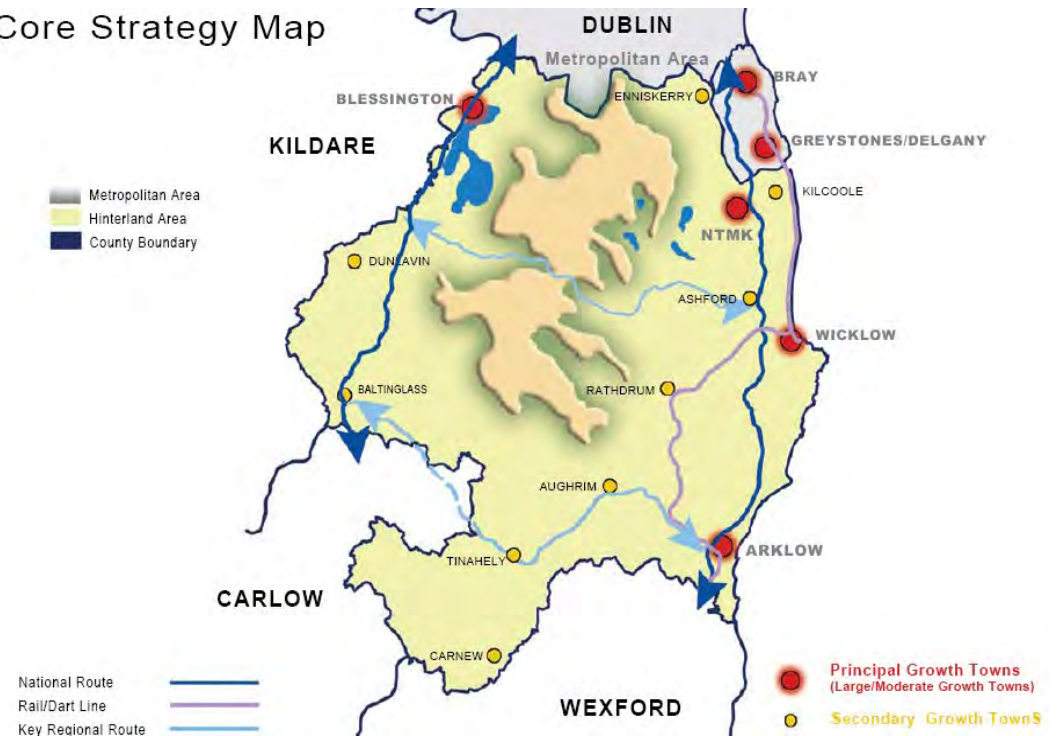 Core Strategy Map
DUBLIN
Metropolitan Area
BRAY
ENNISKERRY
BLESSINGTON
GREYSTONES/DELGANY
KILDARE
KILCOOLE
Metropolitan Area
Hinterland Area
County Boundary
NTMK
DUNLAVIN
ASHFORD
WICKLOW
BALTINGLASS
RATHDRUM
AUGHRIM
ARKLOW
TINAHELY
CARLOW
CARNEW
Principal Growth Towns
(Large/Moderate Growth Towns)
National Route
Rail/Dart Line
WEXFORD
Secondary Growth TownS
Key Regional Route